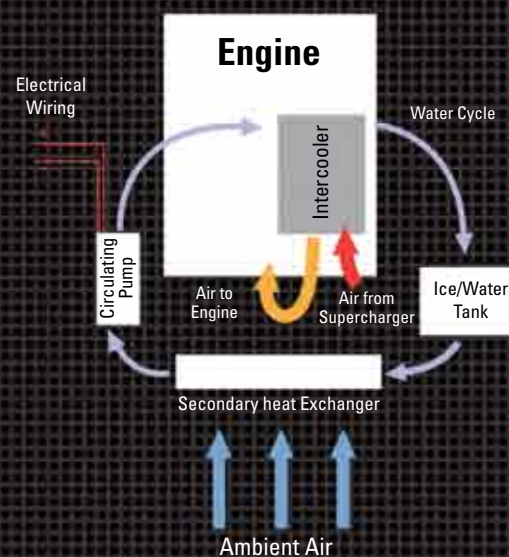 Engine
Electrical
Wiring
Water Cycle
Intercooler
Circulating
Pump
Air to
Engine
Air from
Supercharger
Ice/Water
Tank
Secondary heat Exchanger
Ambient Air